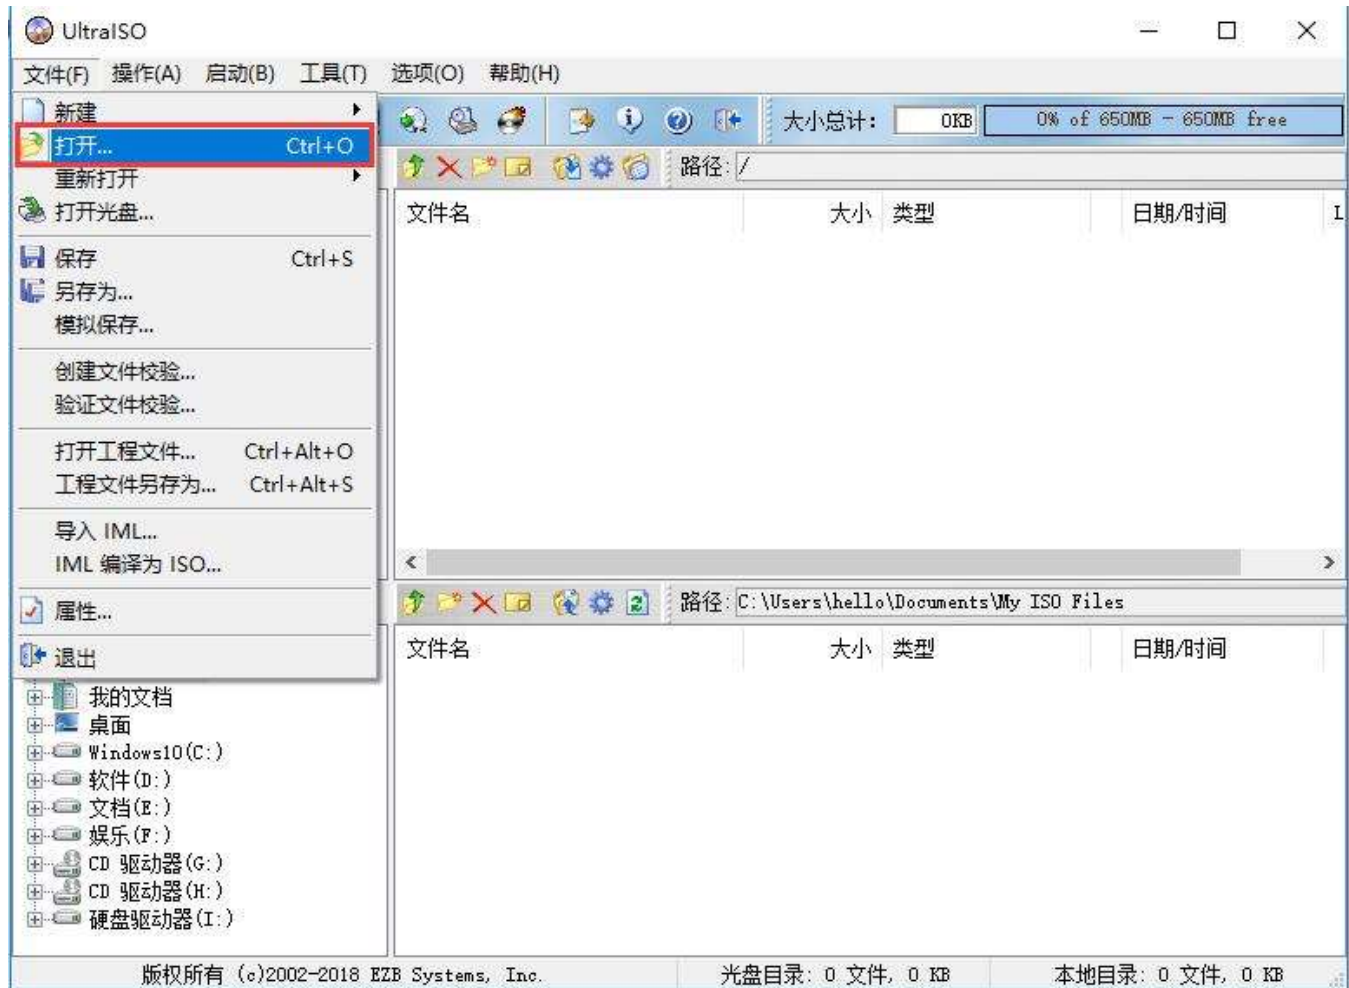 UltraISO
文件(F) 操作(A) 启动(B) 工具(T) 选项(O) 帮助(H)
新建
打开... Ctrl+O
重新打开
打开光盘...
保存 Ctrl+S
另存为...
模拟保存...
创建文件校验...
验证文件校验...
打开工程文件... Ctrl+Alt+O
工程文件另存为... Ctrl+Alt+S
导入 IML...
IML 编译为 ISO...
属性...
退出
大小总计: 0KB 0% of 650MB - 650MB free
路径: /
文件名 大小 类型 日期/时间 L
路径: C:\Users\hello\Documents\My ISO Files
文件名 大小 类型 日期/时间
我的文档
桌面
Windows10(C:)
软件(D:)
文档(E:)
娱乐(F:)
CD 驱动器(G:)
CD 驱动器(H:)
硬盘驱动器(I:)
版权所有 (c)2002-2018 EZB Systems, Inc. 光盘目录: 0 文件, 0 KB 本地目录: 0 文件, 0 KB